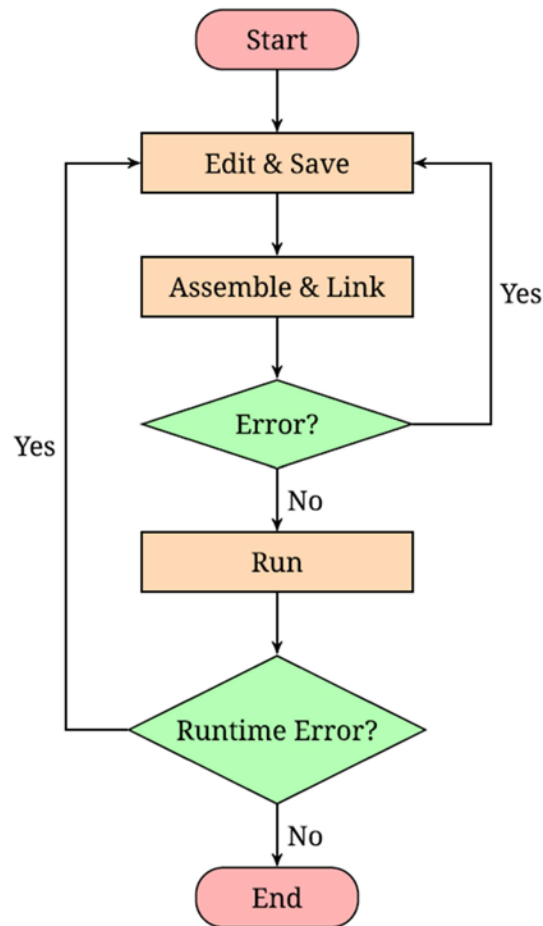 Start
Edit & Save
Assemble & Link
Yes
Error?
Yes
No
Run
Runtime Error?
No
End